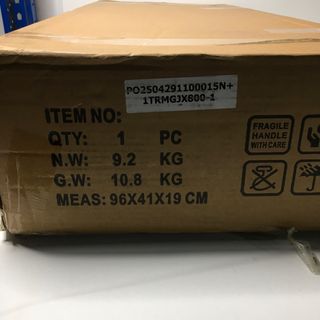 PO2504291100015N+
1TRMGJX800-1
ITEM NO:
QTY: 1 PC
N.W: 9.2 KG
G.W: 10.8 KG
MEAS: 96X41X19 CM
FRAGILE
HANDLE
WITH CARE